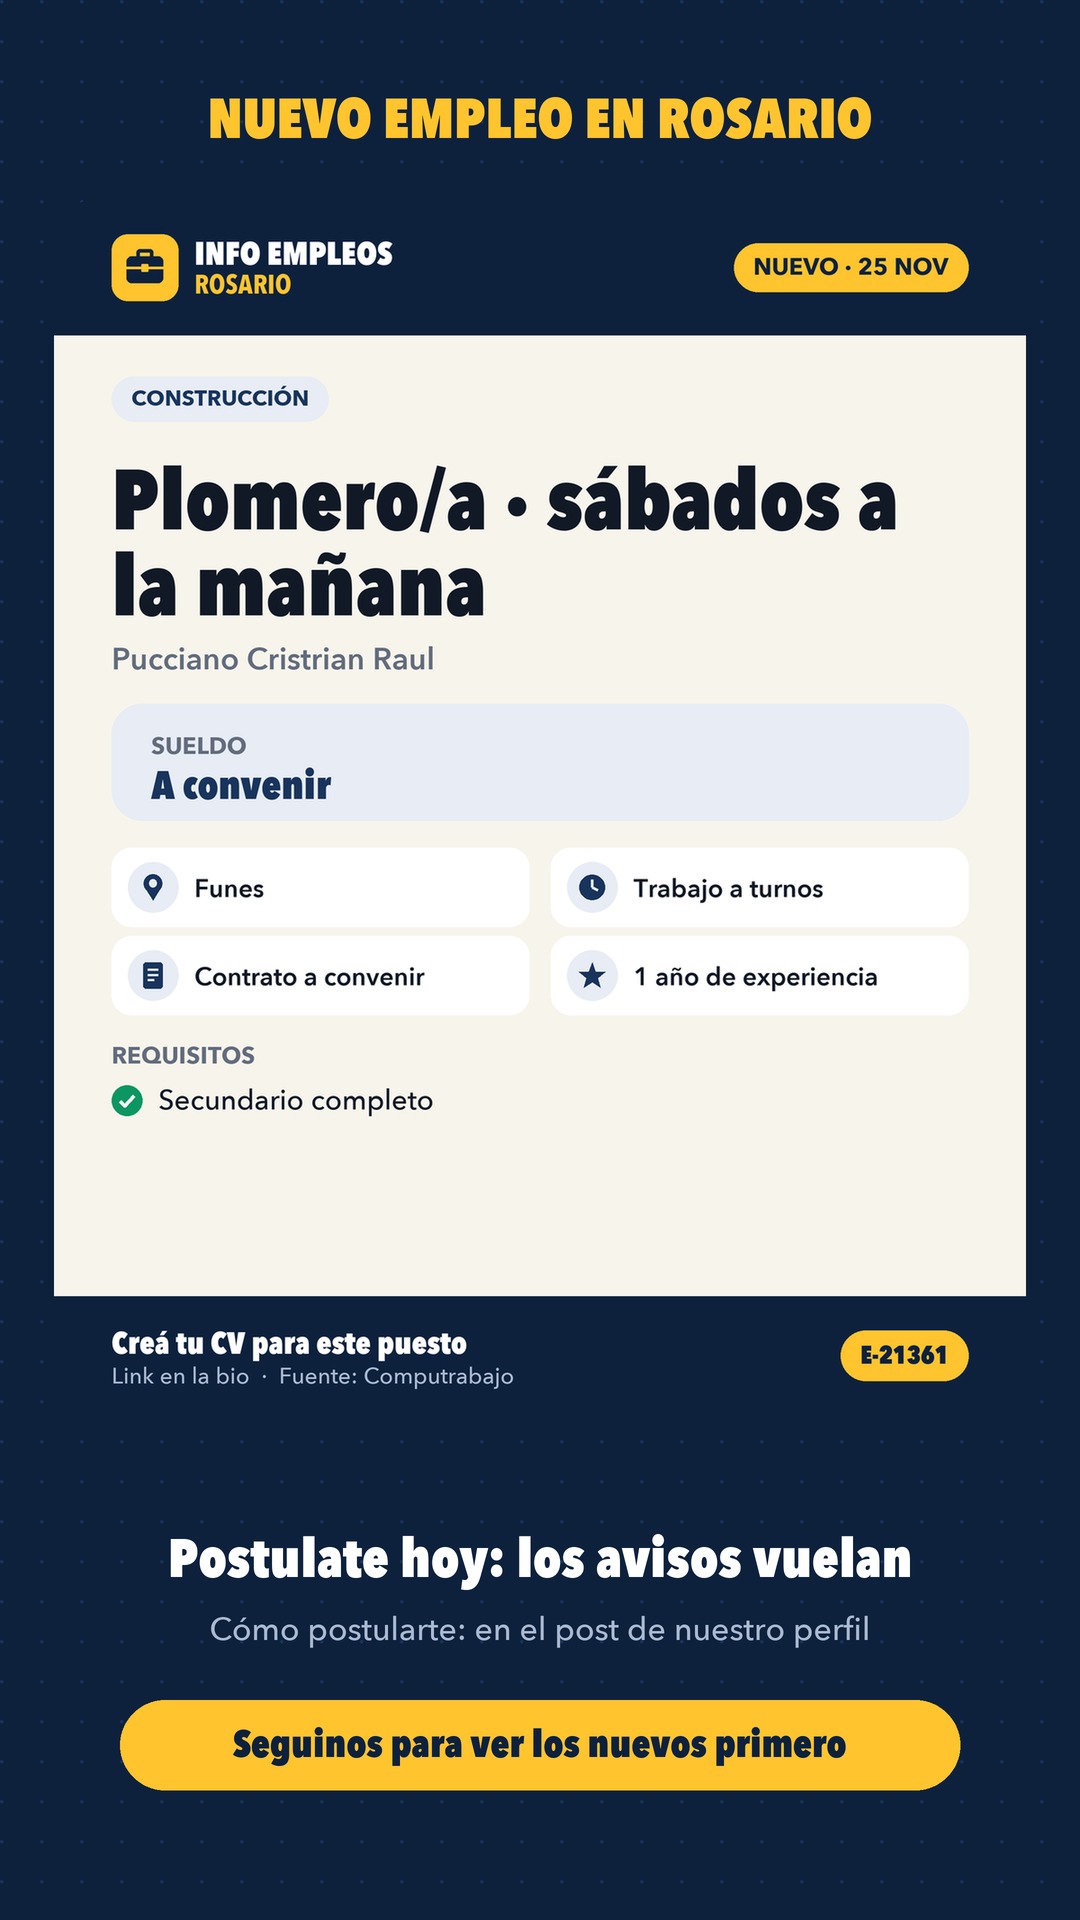 NUEVO EMPLEO EN ROSARIO
INFO EMPLEOS
ROSARIO
NUEVO · 25 NOV
CONSTRUCCIÓN
Plomero/a · sábados a
la mañana
Pucciano Cristrian Raul
SUELDO
A convenir
Funes
Trabajo a turnos
Contrato a convenir
1 año de experiencia
REQUISITOS
Secundario completo
Creá tu CV para este puesto
Link en la bio · Fuente: Computrabajo
E-21361
Postulate hoy: los avisos vuelan
Cómo postularte: en el post de nuestro perfil
Seguinos para ver los nuevos primero